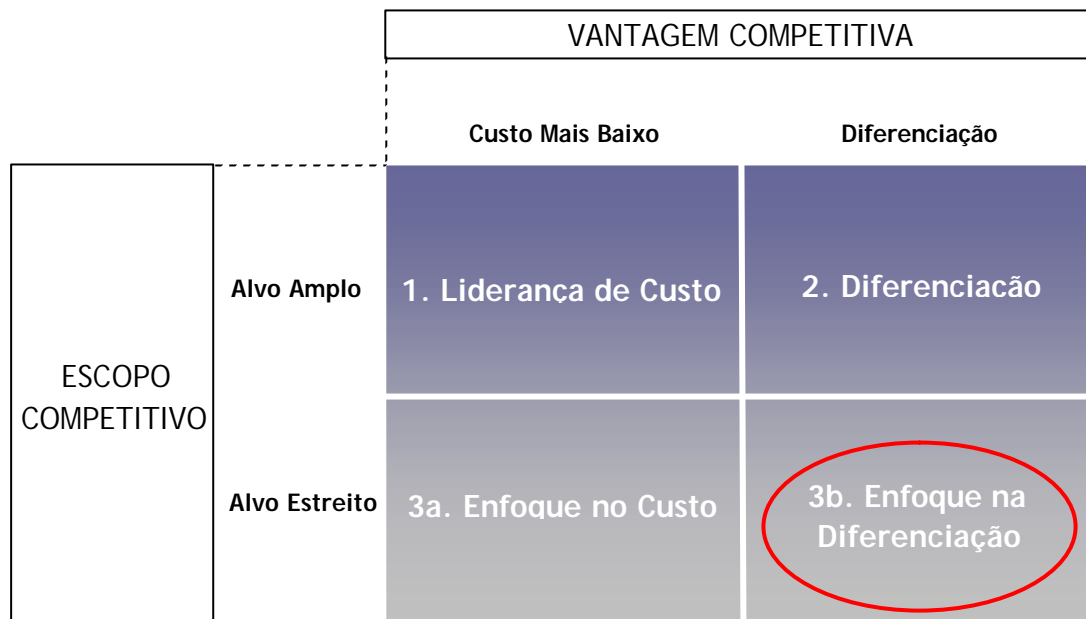 VANTAGEM COMPETITIVA
Custo Mais Baixo
Diferenciação
ESCOPO
COMPETITIVO
Alvo Amplo
1. Liderança de Custo
2. Diferenciacão
Alvo Estreito
3a. Enfoque no Custo
3b. Enfoque na
Diferenciação